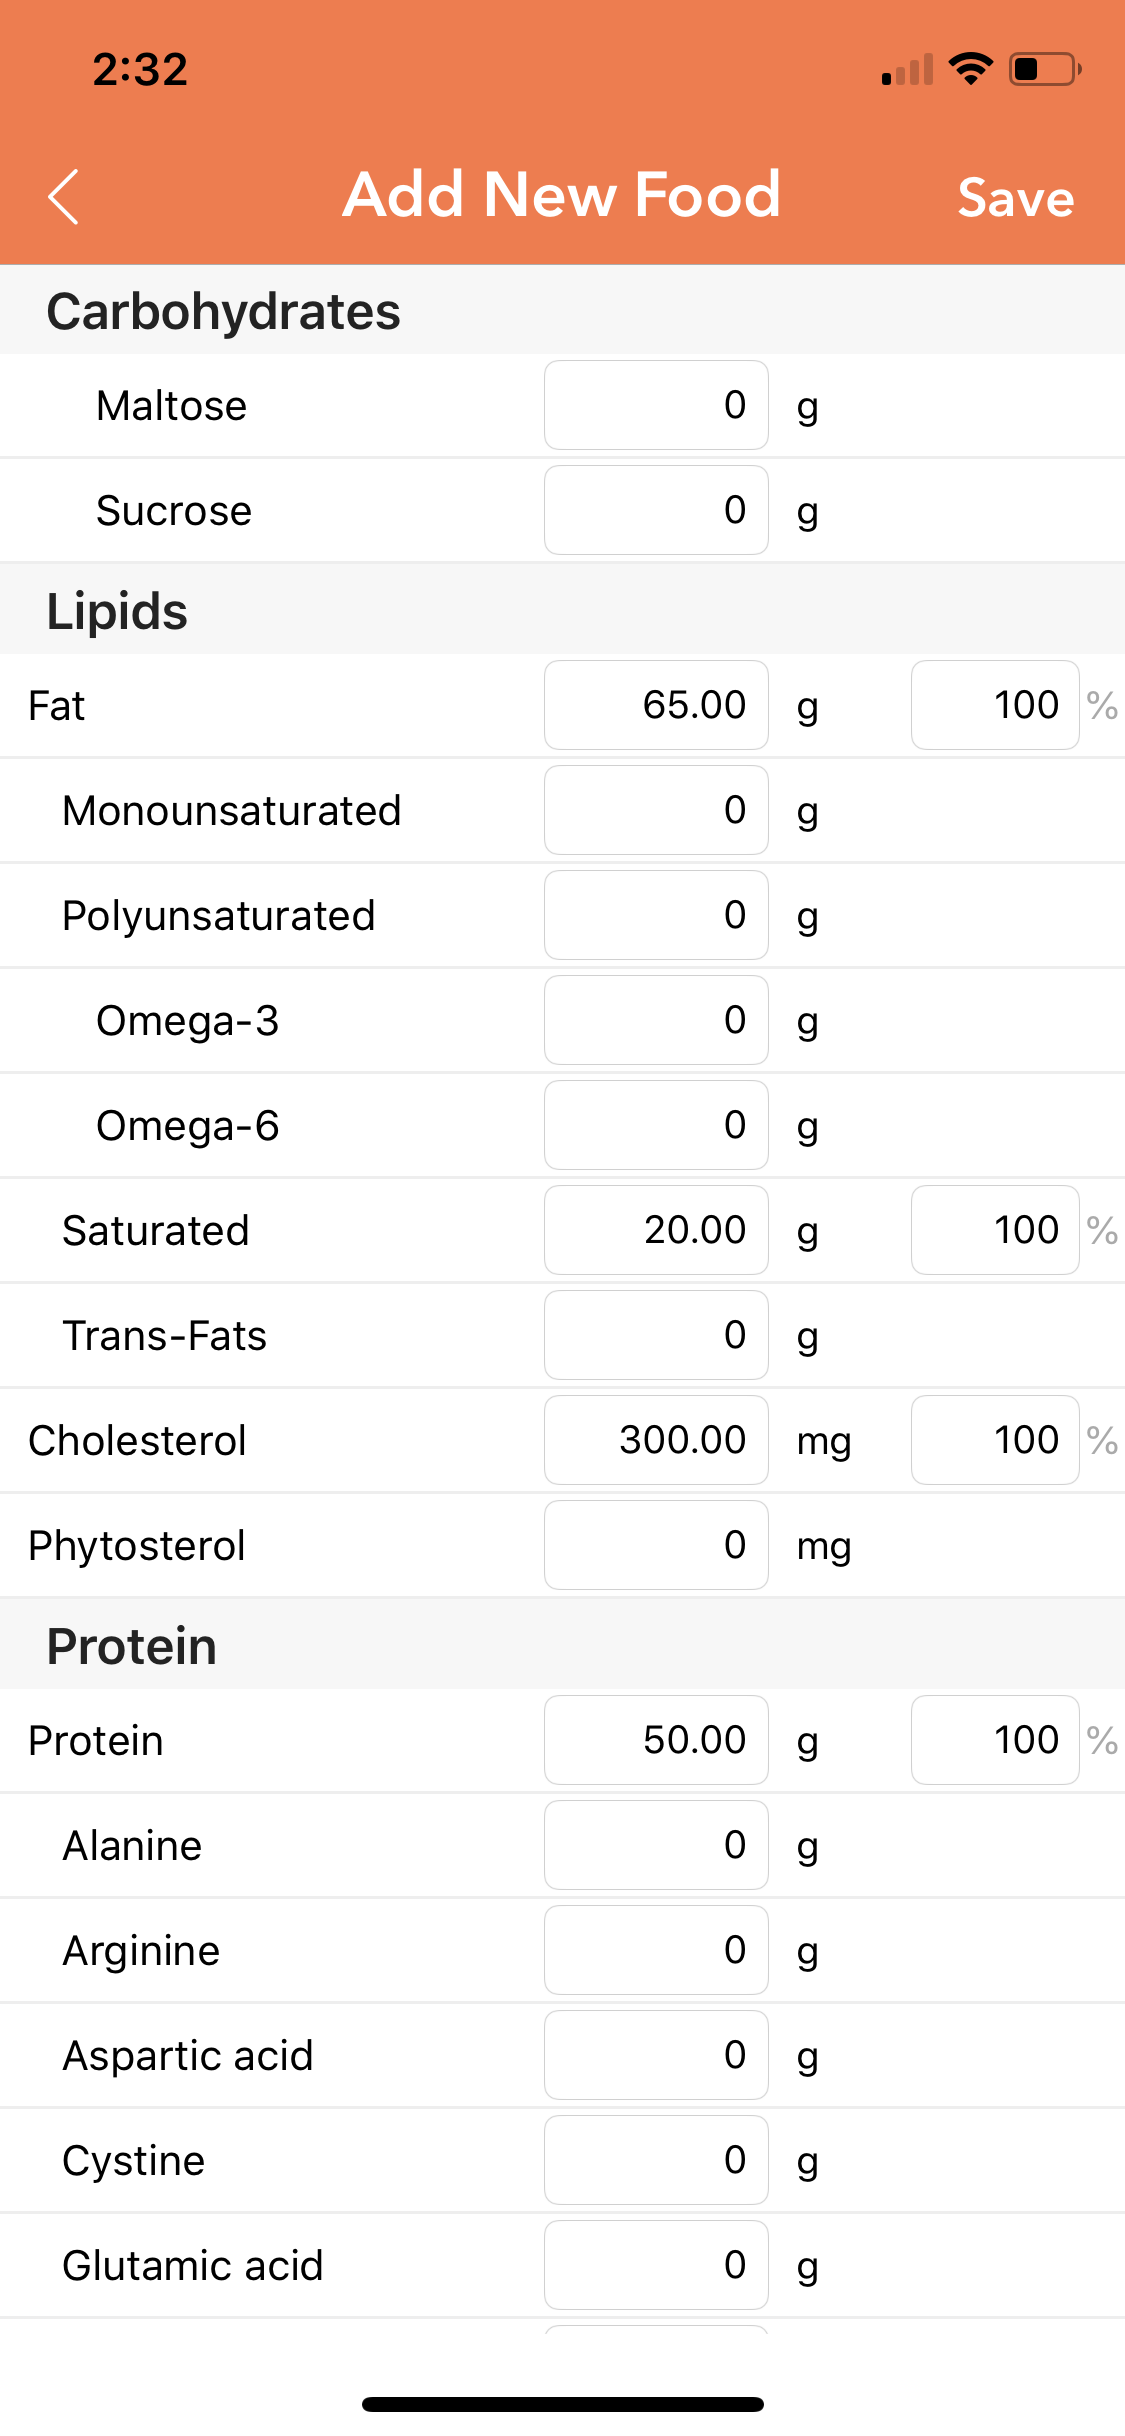 2:32
Add New Food Save
Carbohydrates
Maltose 0 g
Sucrose 0 g
Lipids
Fat 65.00 g 100 %
Monounsaturated 0 g
Polyunsaturated 0 g
Omega-3 0 g
Omega-6 0 g
Saturated 20.00 g 100 %
Trans-Fats 0 g
Cholesterol 300.00 mg 100 %
Phytosterol 0 mg
Protein
Protein 50.00 g 100 %
Alanine 0 g
Arginine 0 g
Aspartic acid 0 g
Cystine 0 g
Glutamic acid 0 g